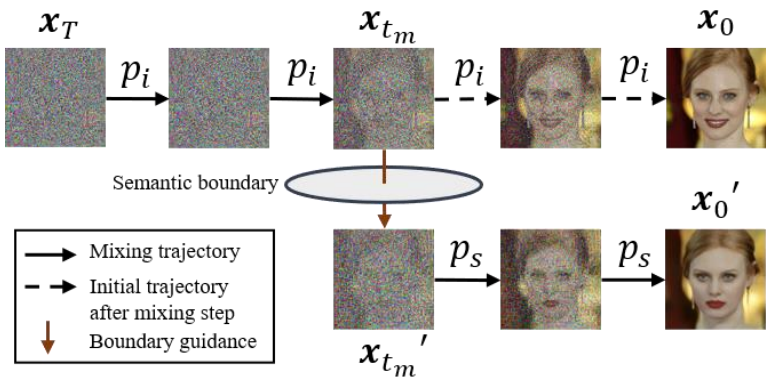 x_T x_{t_m} x_0
p_i p_i p_i p_i
Semantic boundary
x_0'
p_s p_s
Mixing trajectory
Initial trajectory
after mixing step
Boundary guidance
x_{t_m}'